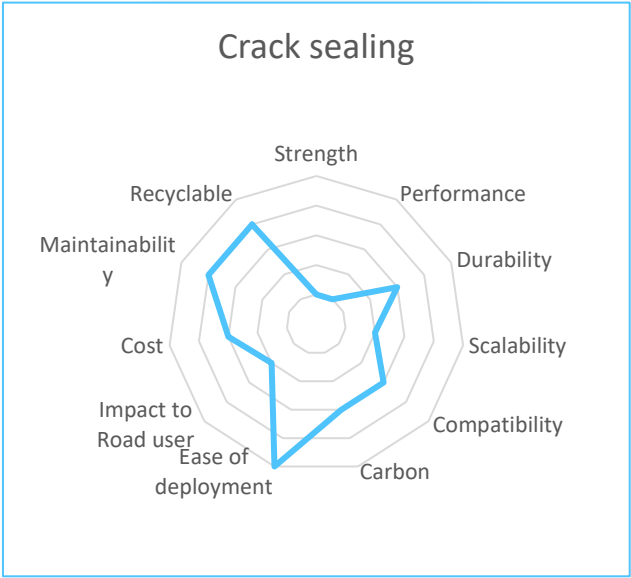 Crack sealing
Strength
Performance
Durability
Scalability
Compatibility
Carbon
Ease of
deployment
Impact to
Road user
Cost
Maintainabilit
y
Recyclable